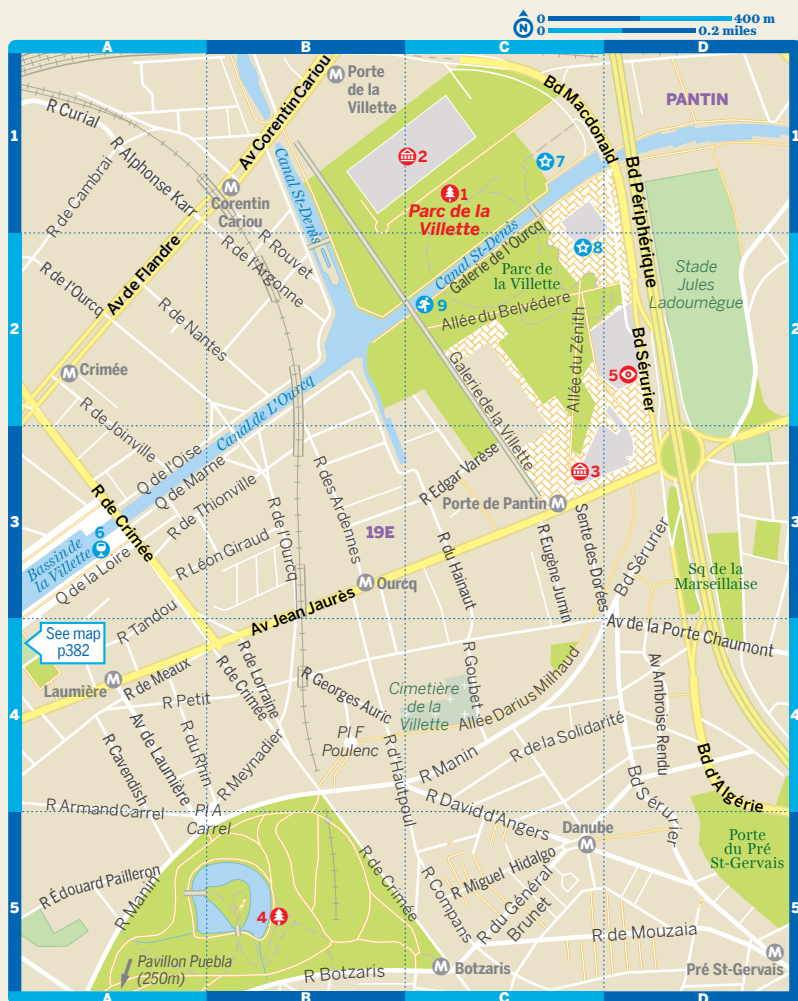 0 400 m
N 0 0.2 miles
A B C D
1
2
3
4
5
1
2
3
4
5
A B C D
PANTIN
Porte
de la
Villette
Av Corentin Cariou
Bd Macdonald
R Curial
R Alphonse Karr
R de Cambrai
Corentin
Cariou
Canal St-Denis
2
1
Parc de la
Villette
7
8
Bd Périphérique
Canal St-Denis
Galerie de l'Ourcq
Parc de
la Villette
Stade
Jules
Ladoumègue
R Rouvet
R de l'Argonne
Av de Flandre
R de l'Ourcq
R de Nantes
9
Allée du Belvédere
Allée du Zénith
5
Bd Sérurier
Crimée
Galerie de la Villette
R de Joinville
Canal de L'Ourcq
Q de l'Oise
Q de Marne
R de Thionville
R des Ardennes
R Edgar Varèse
3
Porte de Pantin
R de Crimée
6
Bassin de
la Villette
Q de la Loire
R Léon Giraud
R de l'Ourcq
19E
Ourcq
R du Hainaut
R Eugène Jumin
Sente des Dorées
Bd Sérurier
Sq de la
Marseillaise
See map
p382
R Tandou
Av Jean Jaurès
Av de la Porte Chaumont
Laumière
R de Meaux
R de Crimée
R de Lorraine
R Georges Auric
Cimetière
de la
Villette
R Goubet
Allée Darius Milhaud
Av Ambroise Rendu
R Petit
R du Rhin
Av de Laumière
R Cavendish
R Meynadier
Pl F
Poulenc
R d'Hautpoul
R Manin
R de la Solidarité
Bd d'Algérie
Bd Sérurier
R Armand Carrel
Pl A
Carrel
R David d'Angers
Danube
Porte
du Pré
St-Gervais
R Édouard Pailleron
R Manin
4
R de Crimée
R Compans
R Miguel Hidalgo
R du Général
Brunet
R de Mouzaia
Pavillon Puebla
(250m)
R Botzaris
Botzaris
Pré St-Gervais